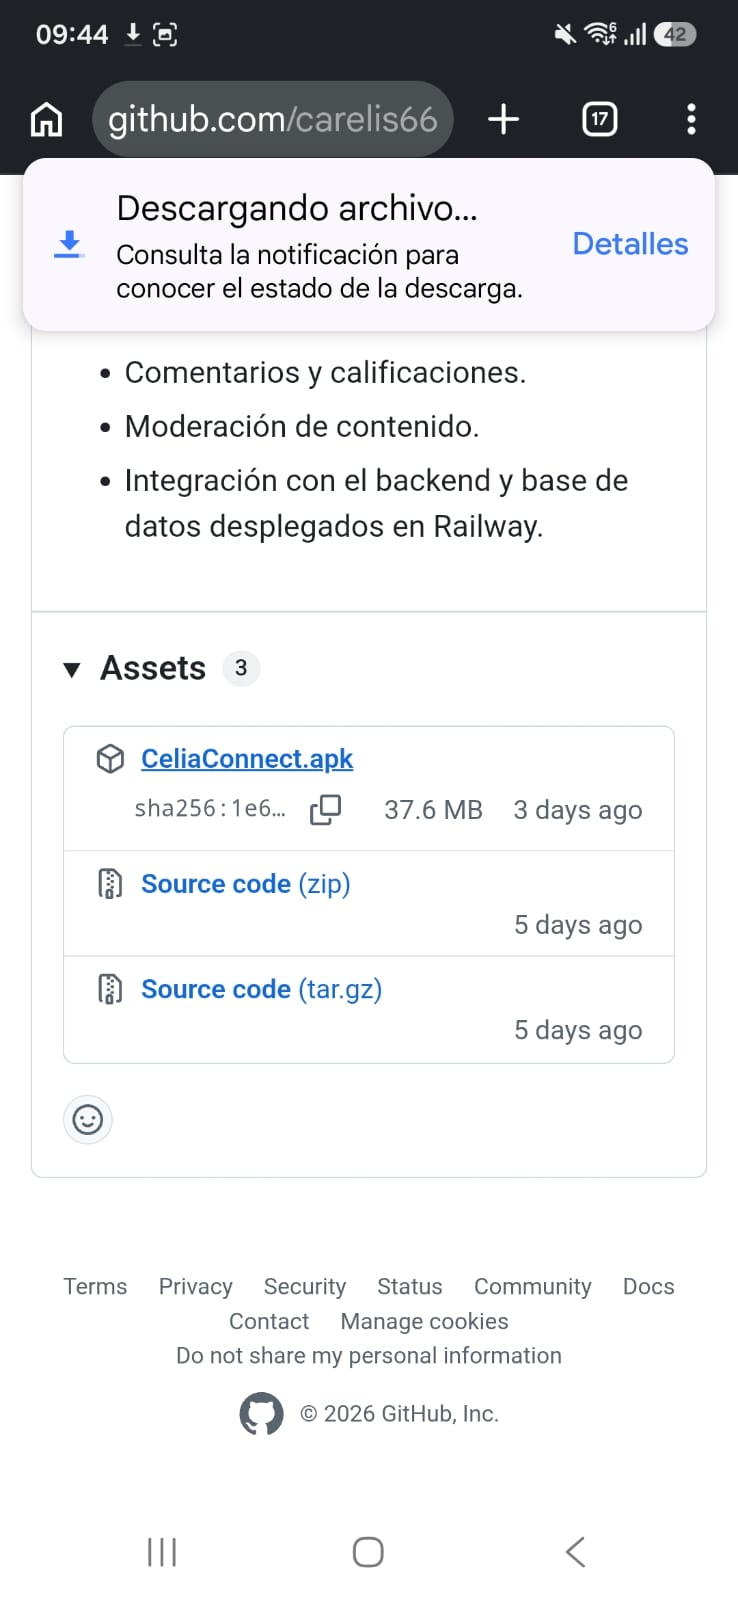 09:44
6
42
github.com/carelis66
17
Descargando archivo...
Consulta la notificación para
conocer el estado de la descarga.
Detalles
• Comentarios y calificaciones.
• Moderación de contenido.
• Integración con el backend y base de
datos desplegados en Railway.
▼ Assets 3
CeliaConnect.apk
sha256:1e6… 37.6 MB 3 days ago
Source code (zip)
5 days ago
Source code (tar.gz)
5 days ago
Terms Privacy Security Status Community Docs
Contact Manage cookies
Do not share my personal information
© 2026 GitHub, Inc.